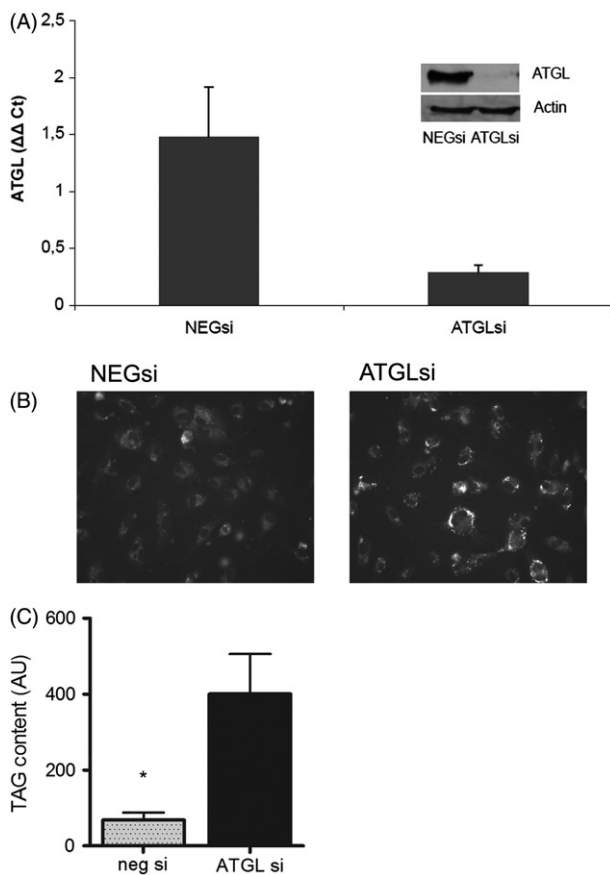 (A)
ATGL (ΔΔ Ct)
2,5
2
1,5
1
0,5
0
NEGsi
ATGLsi
ATGL
Actin
NEGsi ATGLsi
(B)
NEGsi
ATGLsi
(C)
TAG content (AU)
600
400
200
0
*
neg si
ATGL si